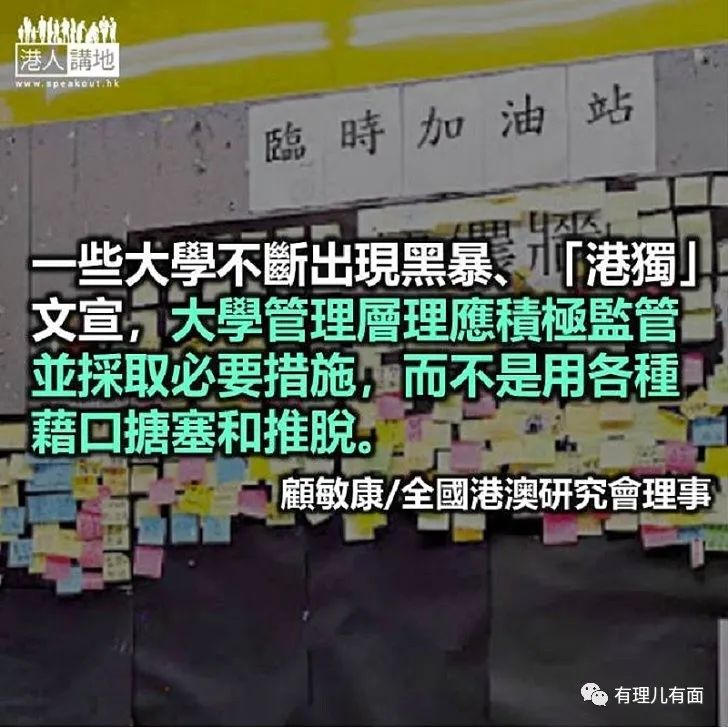 港人講地
www.speakout.hk
臨時加油站
一些大學不斷出現黑暴、「港獨」
文宣，大學管理層理應積極監管
並採取必要措施，而不是用各種
藉口搪塞和推脫。
顧敏康/全國港澳研究會理事
有理儿有面